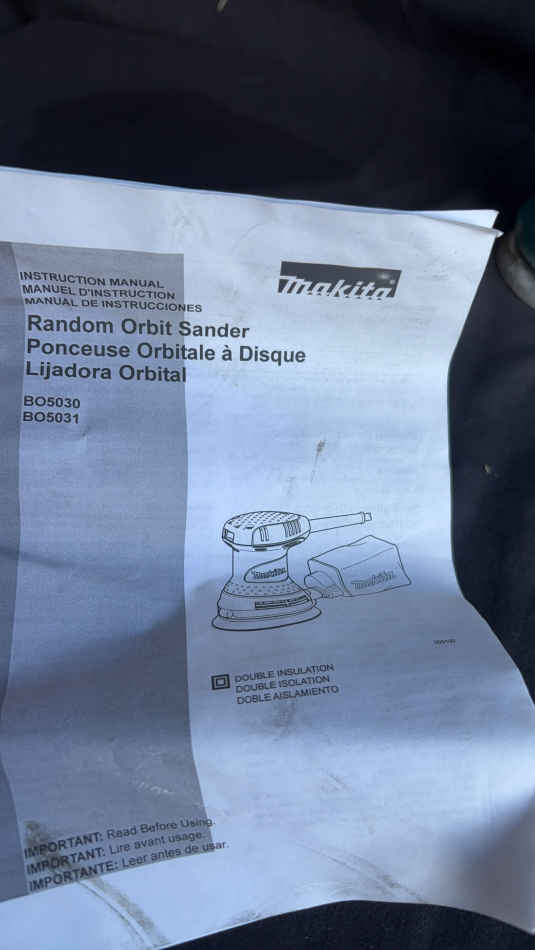 makita
INSTRUCTION MANUAL
MANUEL D'INSTRUCTION
MANUAL DE INSTRUCCIONES
Random Orbit Sander
Ponceuse Orbitale à Disque
Lijadora Orbital
BO5030
BO5031
makita
makita
DOUBLE INSULATION
DOUBLE ISOLATION
DOBLE AISLAMIENTO
IMPORTANT: Read Before Using.
IMPORTANT: Lire avant usage.
IMPORTANTE: Leer antes de usar.